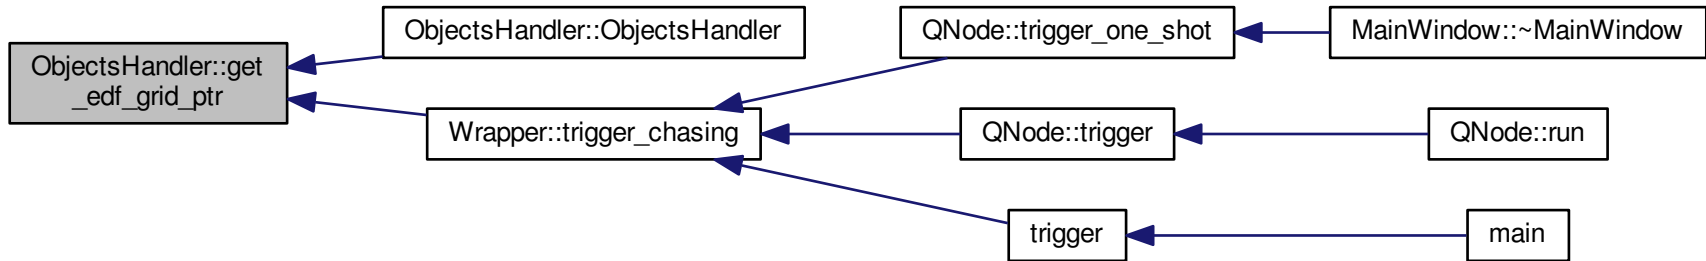 ObjectsHandler::get
_edf_grid_ptr
ObjectsHandler::ObjectsHandler
Wrapper::trigger_chasing
QNode::trigger_one_shot
MainWindow::~MainWindow
QNode::trigger
QNode::run
trigger
main